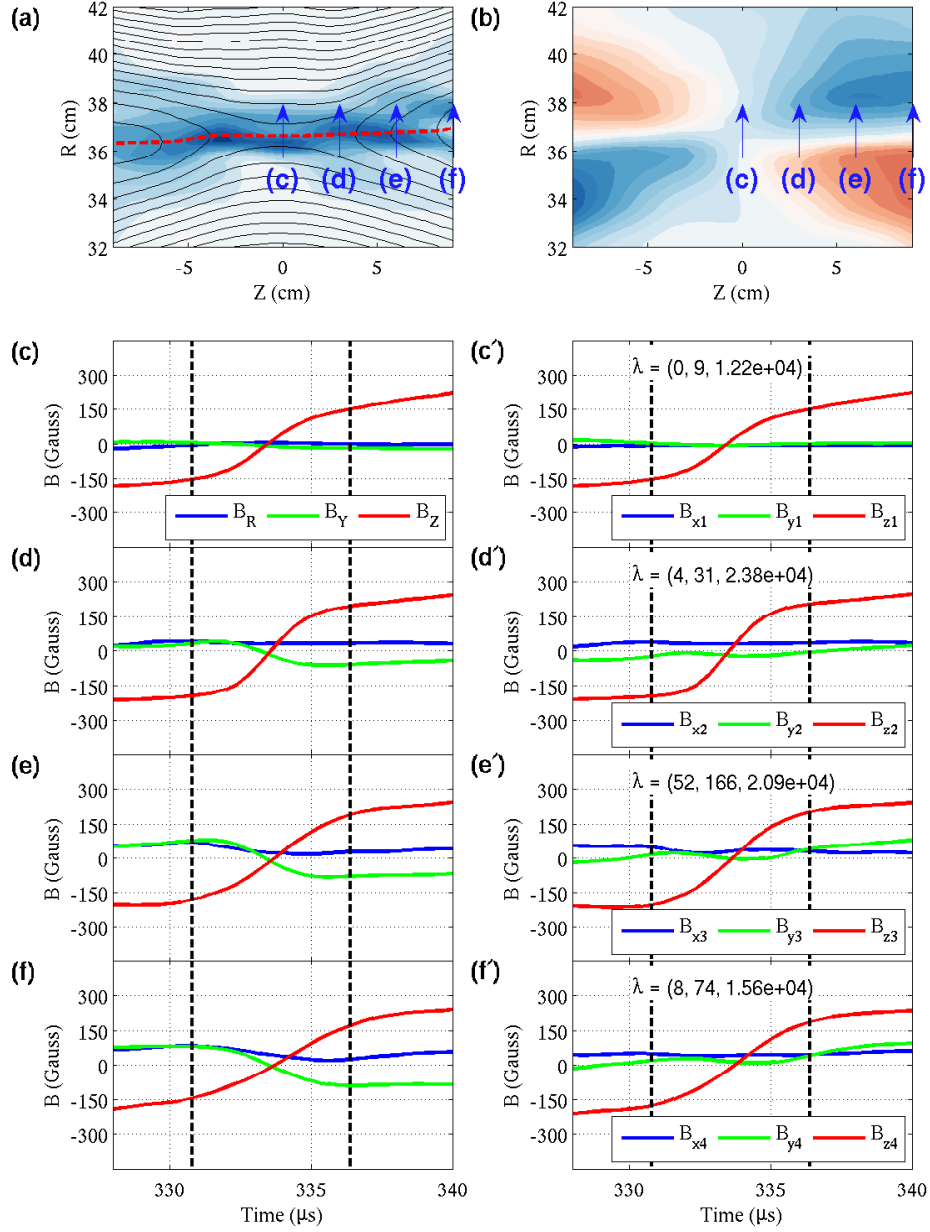 (a)
(b)
42
40
38
36
34
32
R (cm)
(c) (d) (e) (f)
-5 0 5
Z (cm)
42
40
38
36
34
32
R (cm)
(c) (d) (e) (f)
-5 0 5
Z (cm)
(c)
300
150
0
-150
-300
B (Gauss)
B_R B_Y B_Z
(c′)
λ = (0, 9, 1.22e+04)
300
150
0
-150
-300
B (Gauss)
B_x1 B_y1 B_z1
(d)
300
150
0
-150
-300
B (Gauss)
(d′)
λ = (4, 31, 2.38e+04)
300
150
0
-150
-300
B (Gauss)
B_x2 B_y2 B_z2
(e)
300
150
0
-150
-300
B (Gauss)
(e′)
λ = (52, 166, 2.09e+04)
300
150
0
-150
-300
B (Gauss)
B_x3 B_y3 B_z3
(f)
300
150
0
-150
-300
B (Gauss)
330 335 340
Time (μs)
(f′)
λ = (8, 74, 1.56e+04)
300
150
0
-150
-300
B (Gauss)
B_x4 B_y4 B_z4
330 335 340
Time (μs)